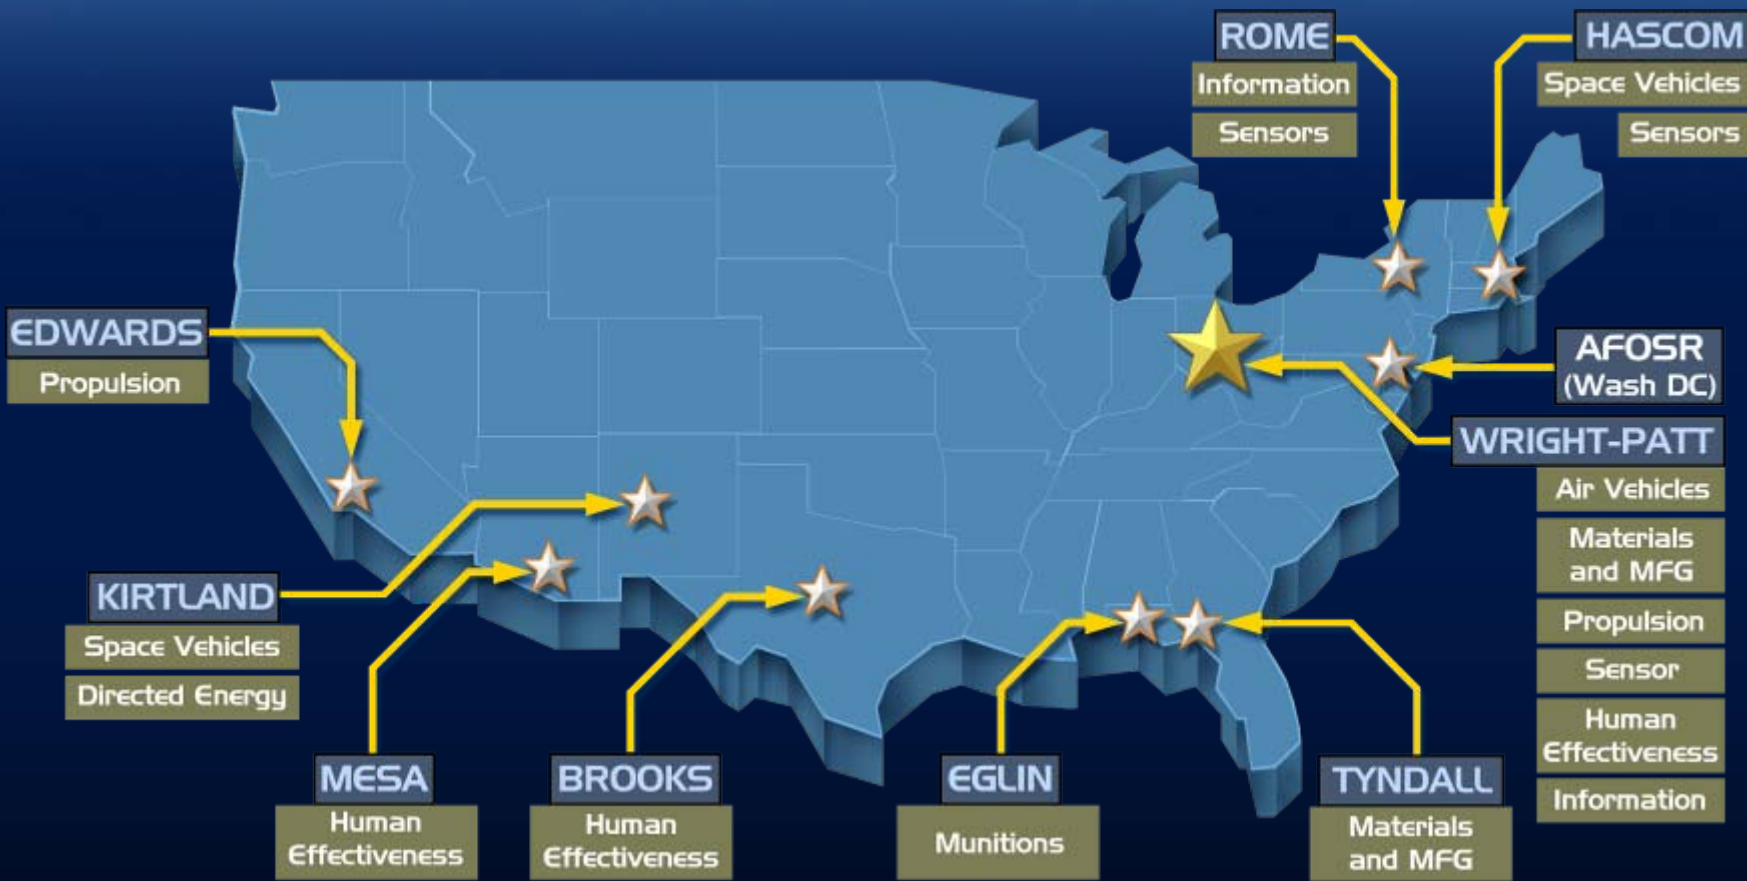 ROME
Information
Sensors
HASCOM
Space Vehicles
Sensors
EDWARDS
Propulsion
AFOSR
(Wash DC)
WRIGHT-PATT
Air Vehicles
Materials
and MFG
Propulsion
Sensor
Human
Effectiveness
Information
KIRTLAND
Space Vehicles
Directed Energy
MESA
Human
Effectiveness
BROOKS
Human
Effectiveness
EGLIN
Munitions
TYNDALL
Materials
and MFG